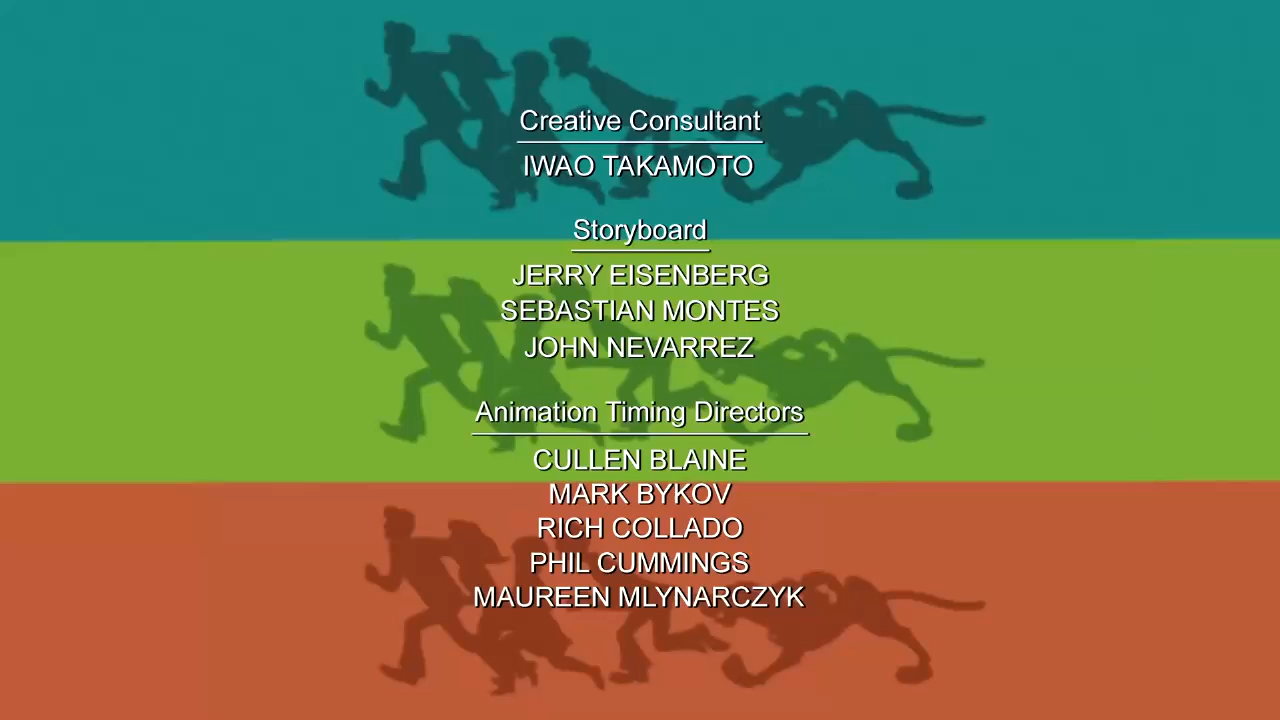 Creative Consultant
IWAO TAKAMOTO
Storyboard
JERRY EISENBERG
SEBASTIAN MONTES
JOHN NEVARREZ
Animation Timing Directors
CULLEN BLAINE
MARK BYKOV
RICH COLLADO
PHIL CUMMINGS
MAUREEN MLYNARCZYK